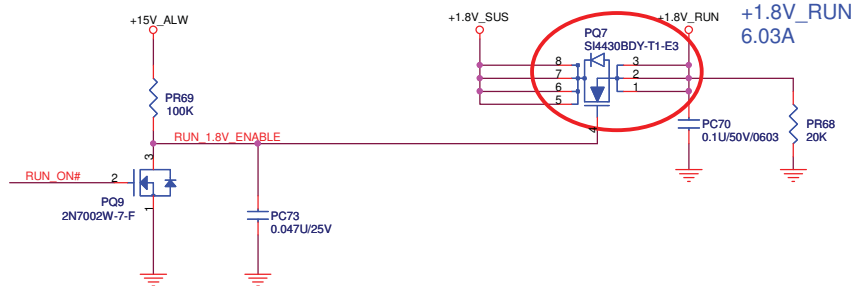 +15V_ALW
+1.8V_SUS
+1.8V_RUN
+1.8V_RUN
6.03A
PQ7
SI4430BDY-T1-E3
8
7
6
5
3
2
1
4
PR69
100K
RUN_1.8V_ENABLE
PC70
0.1U/50V/0603
PR68
20K
3
RUN_ON#
2
1
PQ9
2N7002W-7-F
PC73
0.047U/25V